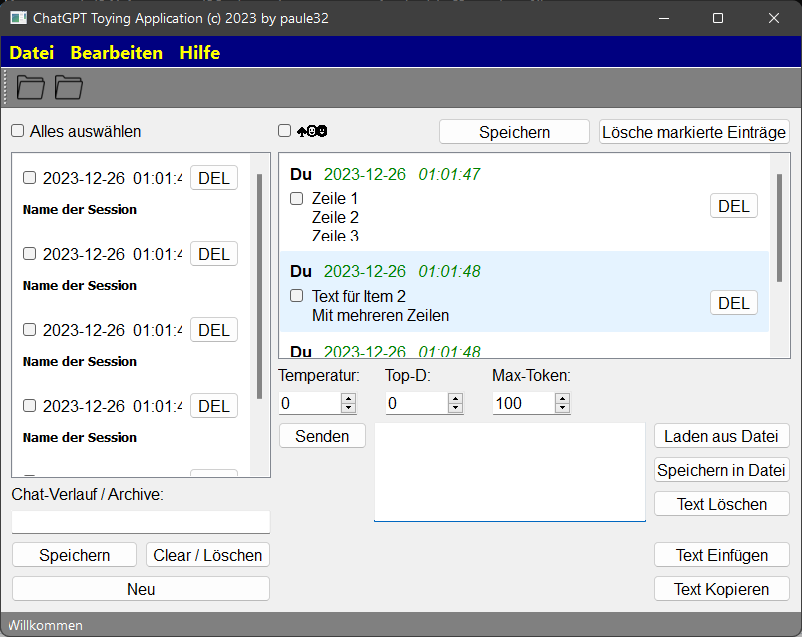 ChatGPT Toying Application (c) 2023 by paule32
Datei Bearbeiten Hilfe
Alles auswählen
Speichern Lösche markierte Einträge
2023-12-26 01:01:4 DEL
Name der Session
2023-12-26 01:01:4 DEL
Name der Session
2023-12-26 01:01:4 DEL
Name der Session
2023-12-26 01:01:4 DEL
Name der Session
Du 2023-12-26 01:01:47
Zeile 1
Zeile 2
Zeile 3
DEL
Du 2023-12-26 01:01:48
Text für Item 2
Mit mehreren Zeilen
DEL
Du 2023-12-26 01:01:48
Temperatur: Top-D: Max-Token:
0 0 100
Senden
Laden aus Datei
Speichern in Datei
Text Löschen
Text Einfügen
Text Kopieren
Chat-Verlauf / Archive:
Speichern Clear / Löschen
Neu
Willkommen